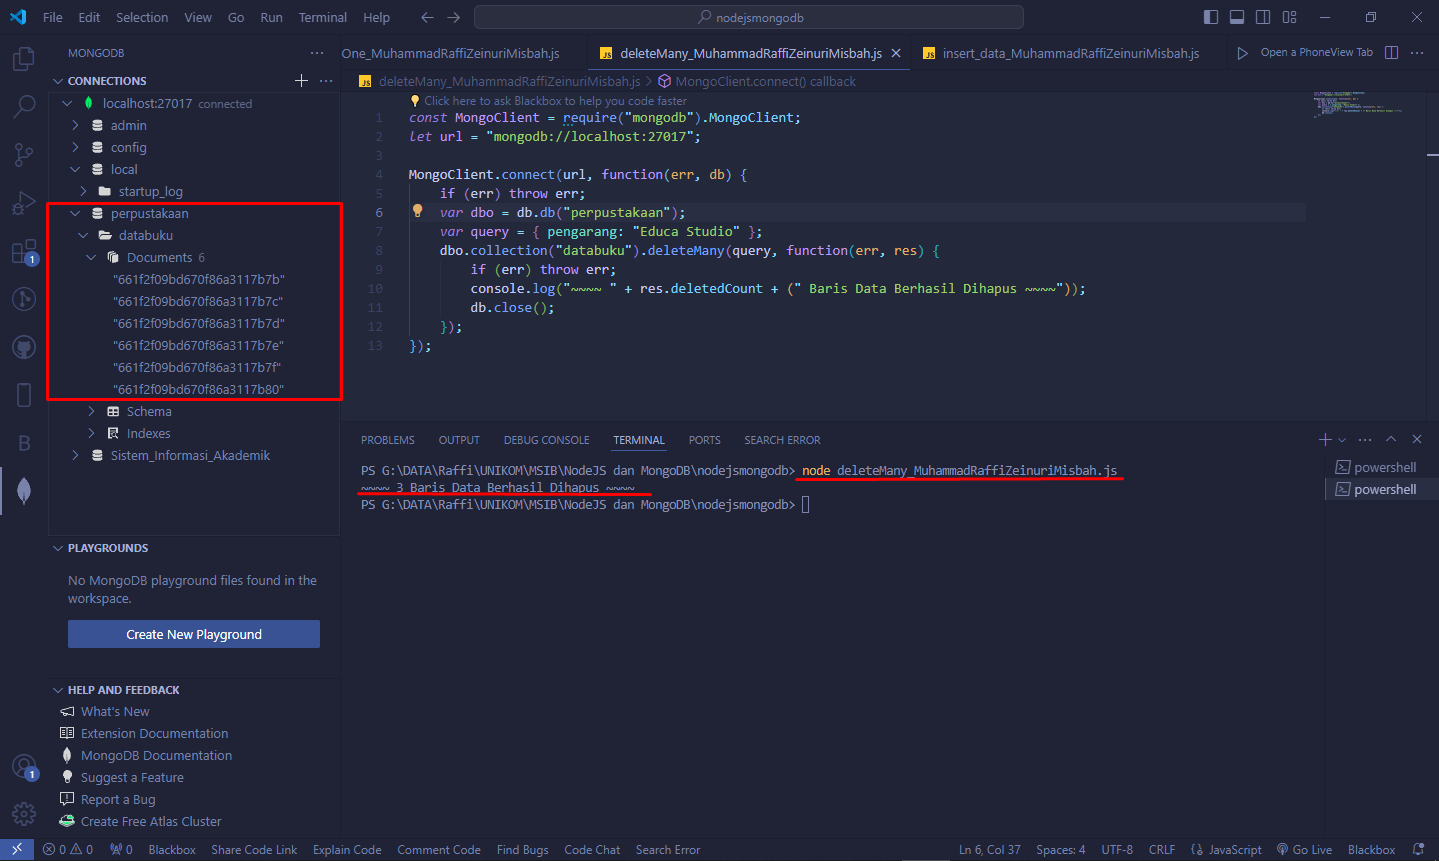 File Edit Selection View Go Run Terminal Help
nodejsmongodb
MONGODB
CONNECTIONS
localhost:27017 connected
admin
config
local
startup_log
perpustakaan
databuku
Documents 6
"661f2f09bd670f86a3117b7b"
"661f2f09bd670f86a3117b7c"
"661f2f09bd670f86a3117b7d"
"661f2f09bd670f86a3117b7e"
"661f2f09bd670f86a3117b7f"
"661f2f09bd670f86a3117b80"
Schema
Indexes
Sistem_Informasi_Akademik
PLAYGROUNDS
No MongoDB playground files found in the
workspace.
Create New Playground
HELP AND FEEDBACK
What's New
Extension Documentation
MongoDB Documentation
Suggest a Feature
Report a Bug
Create Free Atlas Cluster
One_MuhammadRaffiZeinuriMisbah.js
JS deleteMany_MuhammadRaffiZeinuriMisbah.js
JS insert_data_MuhammadRaffiZeinuriMisbah.js
Open a PhoneView Tab
JS deleteMany_MuhammadRaffiZeinuriMisbah.js > MongoClient.connect() callback
Click here to ask Blackbox to help you code faster
1 const MongoClient = require("mongodb").MongoClient;
2 let url = "mongodb://localhost:27017";
3
4 MongoClient.connect(url, function(err, db) {
5 if (err) throw err;
6 var dbo = db.db("perpustakaan");
7 var query = { pengarang: "Educa Studio" };
8 dbo.collection("databuku").deleteMany(query, function(err, res) {
9 if (err) throw err;
10 console.log("~~~~ " + res.deletedCount + (" Baris Data Berhasil Dihapus ~~~~"));
11 db.close();
12 });
13 });
PROBLEMS OUTPUT DEBUG CONSOLE TERMINAL PORTS SEARCH ERROR
PS G:\DATA\Raffi\UNIKOM\MSIB\NodeJS dan MongoDB\nodejsmongodb> node deleteMany_MuhammadRaffiZeinuriMisbah.js
~~~~ 3 Baris Data Berhasil Dihapus ~~~~
PS G:\DATA\Raffi\UNIKOM\MSIB\NodeJS dan MongoDB\nodejsmongodb>
powershell
powershell
1
B
1
0 0 0 Blackbox Share Code Link Explain Code Comment Code Find Bugs Code Chat Search Error
Ln 6, Col 37 Spaces: 4 UTF-8 CRLF {} JavaScript Go Live Blackbox